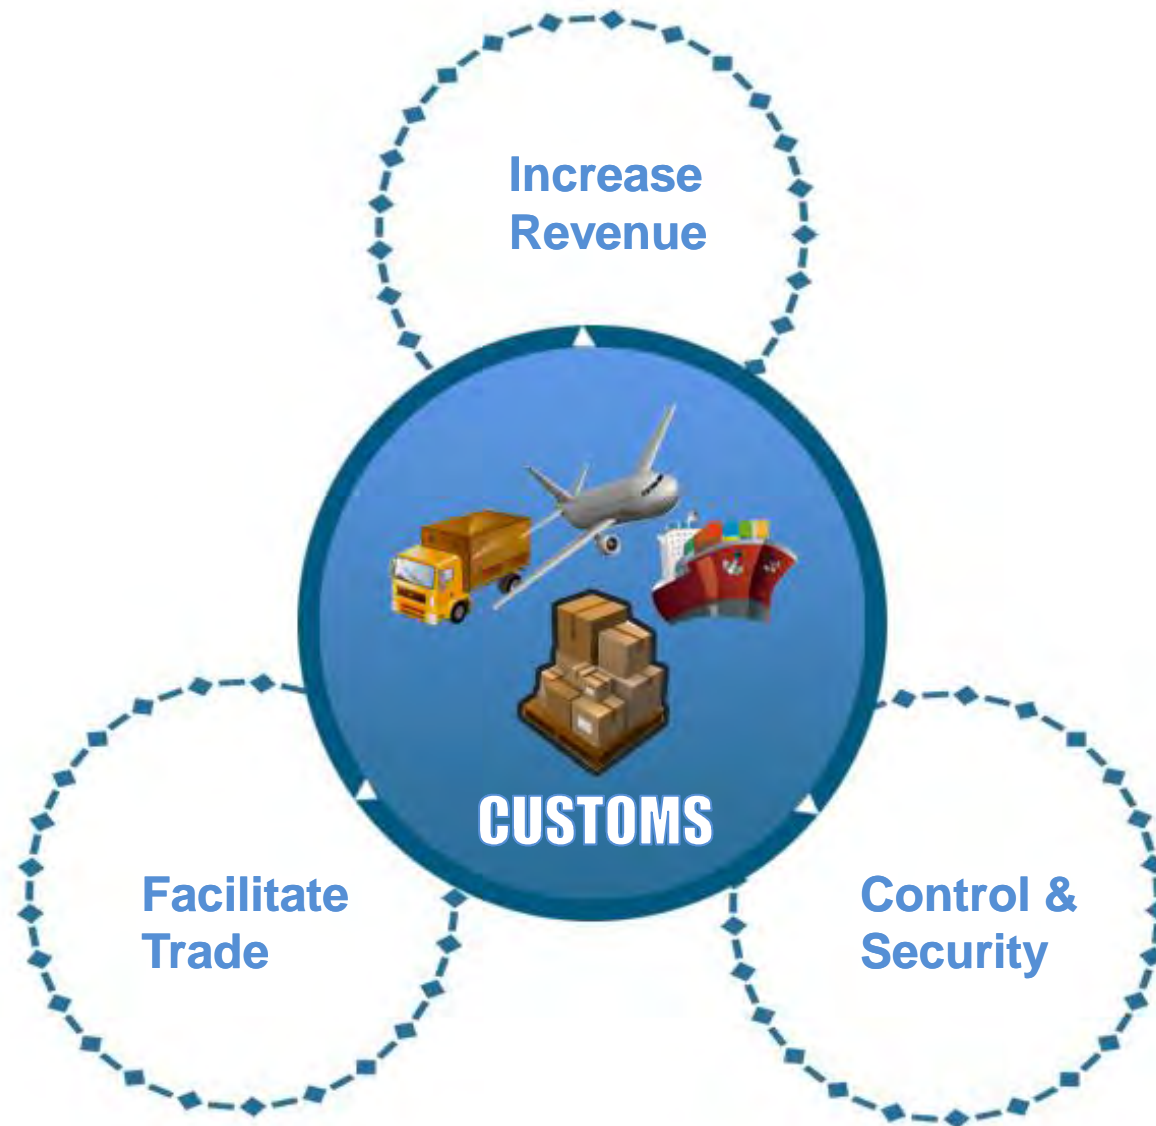 Increase
Revenue
CUSTOMS
Facilitate
Trade
Control &
Security